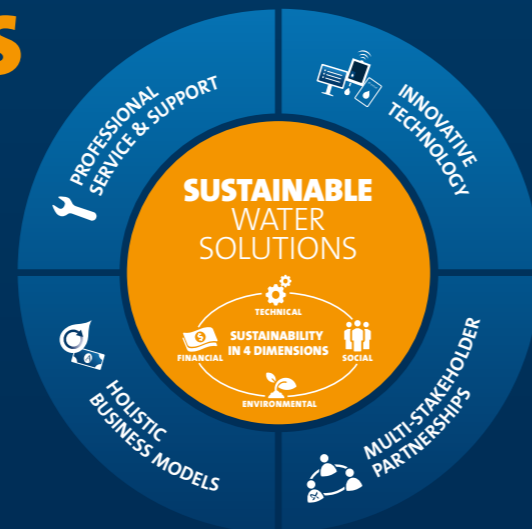 S
PROFESSIONAL
SERVICE & SUPPORT
INNOVATIVE
TECHNOLOGY
SUSTAINABLE
WATER
SOLUTIONS
TECHNICAL
FINANCIAL
SUSTAINABILITY
IN 4 DIMENSIONS
SOCIAL
ENVIRONMENTAL
HOLISTIC
BUSINESS MODELS
MULTI-STAKEHOLDER
PARTNERSHIPS